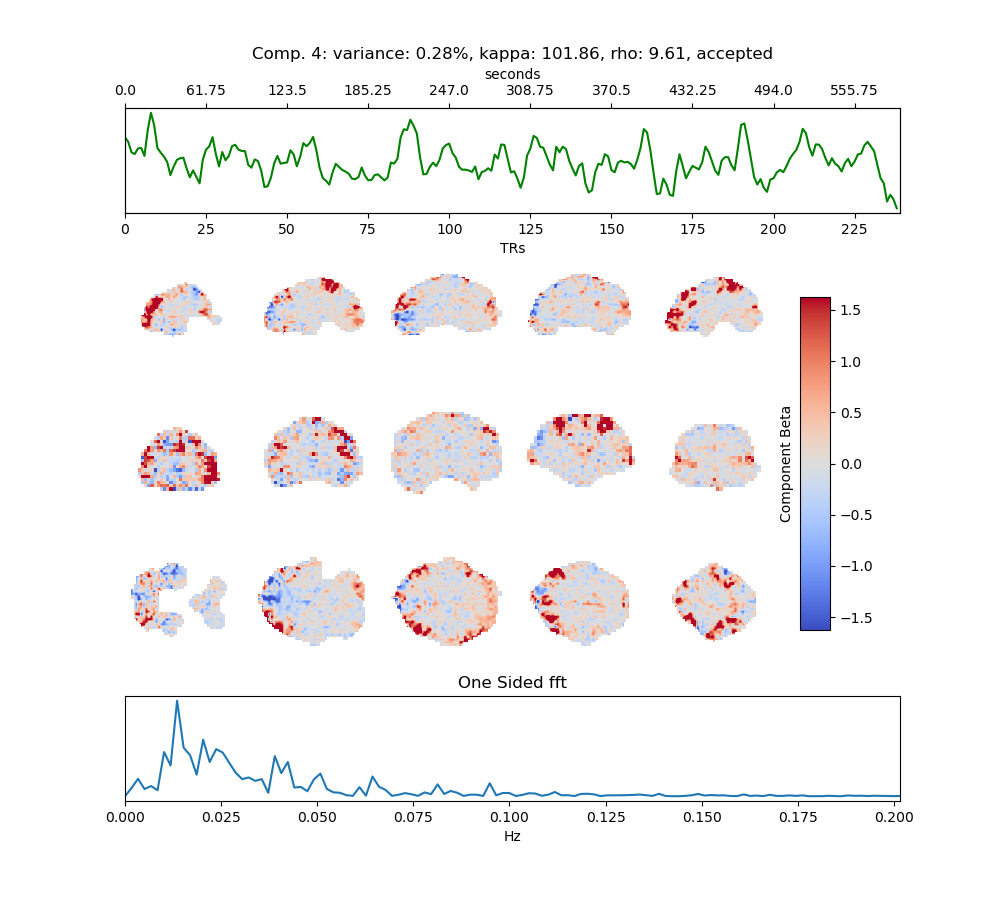 Comp. 4: variance: 0.28%, kappa: 101.86, rho: 9.61, accepted
seconds
0.0 61.75 123.5 185.25 247.0 308.75 370.5 432.25 494.0 555.75
0 25 50 75 100 125 150 175 200 225
TRs
1.5
1.0
0.5
0.0
−0.5
−1.0
−1.5
Component Beta
One Sided fft
0.000 0.025 0.050 0.075 0.100 0.125 0.150 0.175 0.200
Hz